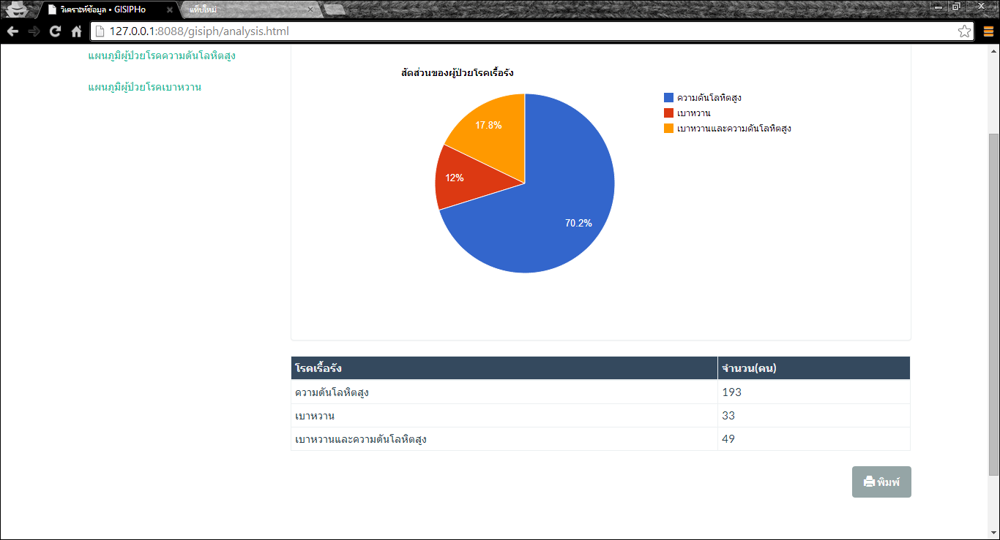 วิเคราะห์ข้อมูล • GISIPHo
แท็บใหม่
127.0.0.1:8088/gisiph/analysis.html
แผนภูมิผู้ป่วยโรคความดันโลหิตสูง
แผนภูมิผู้ป่วยโรคเบาหวาน
สัดส่วนของผู้ป่วยโรคเรื้อรัง
17.8%
12%
70.2%
ความดันโลหิตสูง
เบาหวาน
เบาหวานและความดันโลหิตสูง
โรคเรื้อรัง จำนวน(คน)
ความดันโลหิตสูง 193
เบาหวาน 33
เบาหวานและความดันโลหิตสูง 49
พิมพ์